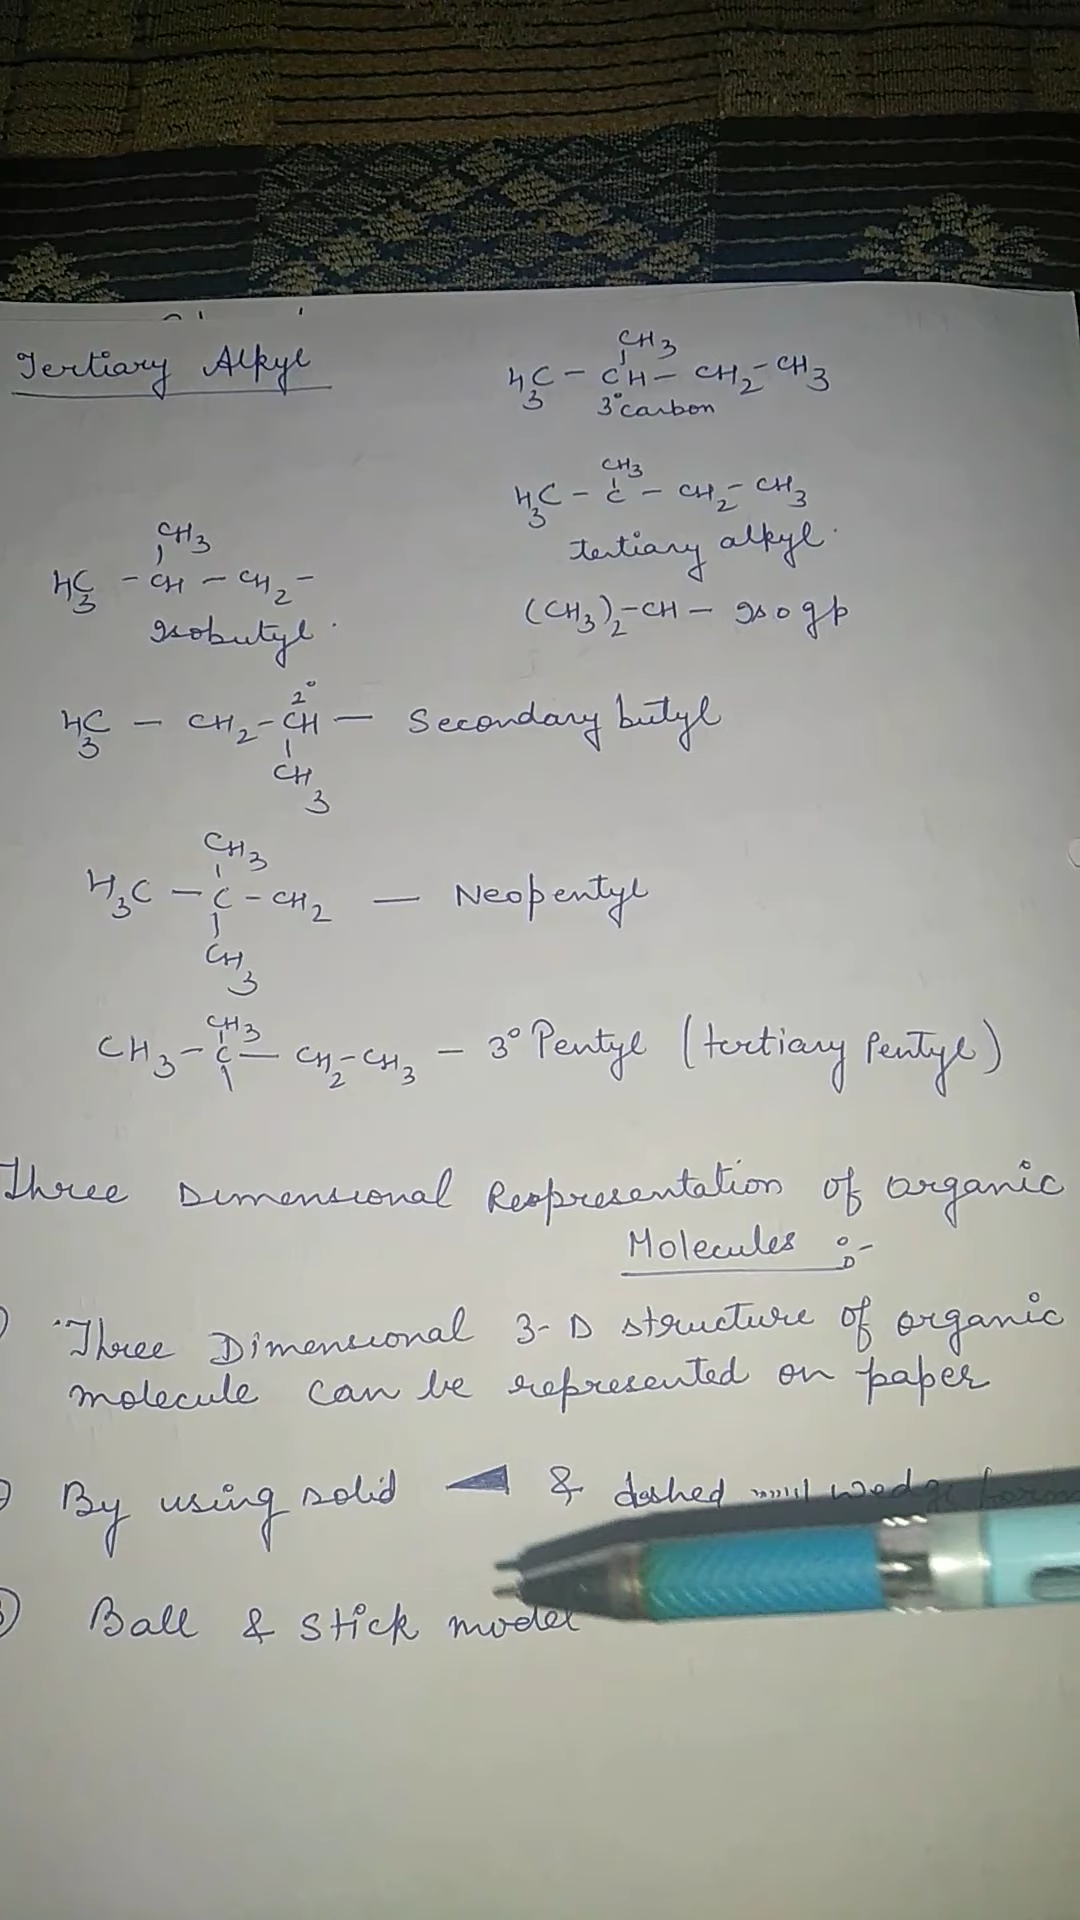 Tertiary Alkyl
CH3
H3C - CH - CH2 - CH3
3° carbon
CH3
H3C - C - CH2 - CH3
tertiary alkyl
CH3
H3C - CH - CH2 -
Isobutyl
(CH3)2 - CH - Iso gp
2°
H3C - CH2 - CH - Secondary butyl
CH3
CH3
H3C - C - CH2 - Neopentyl
CH3
CH3
CH3 - C - CH2 - CH3 - 3° Pentyl (tertiary Pentyl)
Three Dimensional Representation of organic
Molecules :-
Three Dimensional 3-D structure of organic
molecule can be represented on paper
By using solid & dashed wedge
Ball & stick model